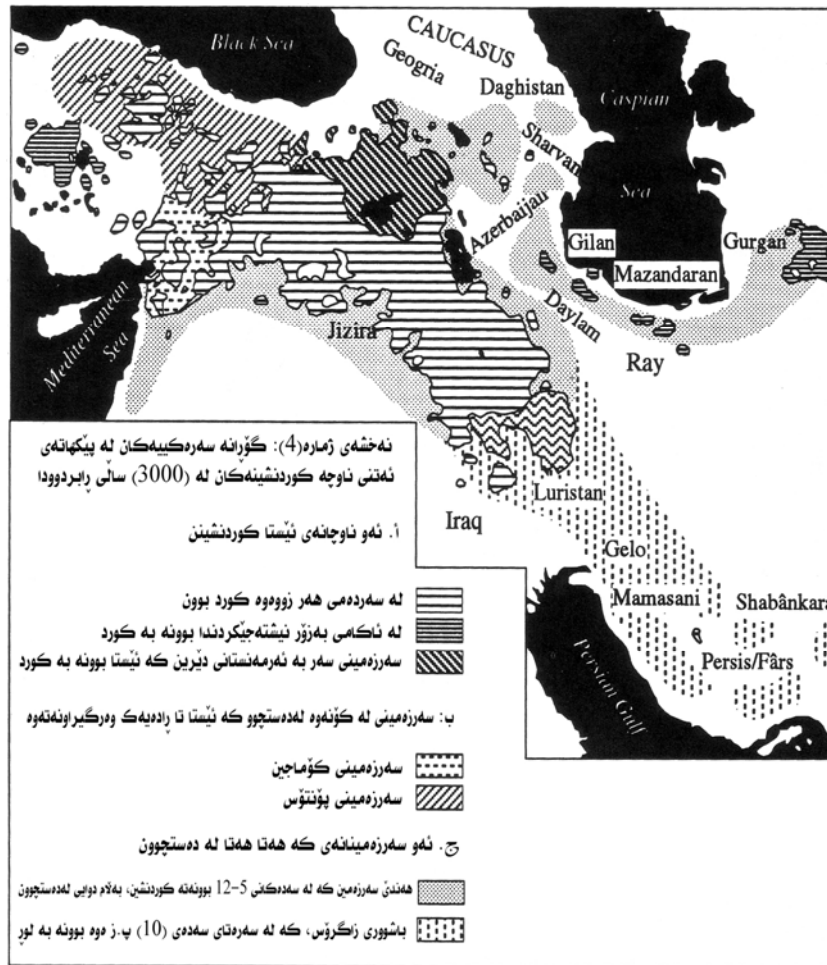 Black Sea
CAUCASUS
Geogria
Daghistan
Caspian
Sea
Sharvan
Azerbaijan
Gilan
Mazandaran
Gurgan
Daylam
Ray
Jizira
Mediterranean
Sea
Luristan
Iraq
Gelo
Mamasani
Shabânkara
Persis/Fârs
Persian Gulf
نەخشەی ژمارە(4): گۆڕانە سەرەکییەکان لە پێکهاتەی
ئەتنی ناوچە کوردنشینەکان لە (3000) ساڵی ڕابردوودا
أ. ئەو ناوچانەی ئێستا کوردنشینن
لە سەردەمی هەر زووەوە کورد بوون
لە ئاکامی بەزۆر نیشتەجێکردندا بوونە بە کورد
سەرزەمینی سەر بە ئەرمەنستانی دێرین کە ئێستا بوونە بە کورد
ب: سەرزەمینی لە کۆنەوە لەدەستچوو کە ئێستا تا ڕادەیەک وەرگیراونەتەوە
سەرزەمینی کۆماجین
سەرزەمینی پۆنتۆس
ج. ئەو سەرزەمینانەی کە هەتا هەتا لە دەستچوون
هەندێ سەرزەمین کە لە سەدەکانی 5-12 بوونەتە کوردنشین، بەڵام دوایی لەدەستچوون
باشووری زاگرۆس، کە لە سەرەتای سەدەی (10) پ.ز ەوە بوونە بە لوڕ